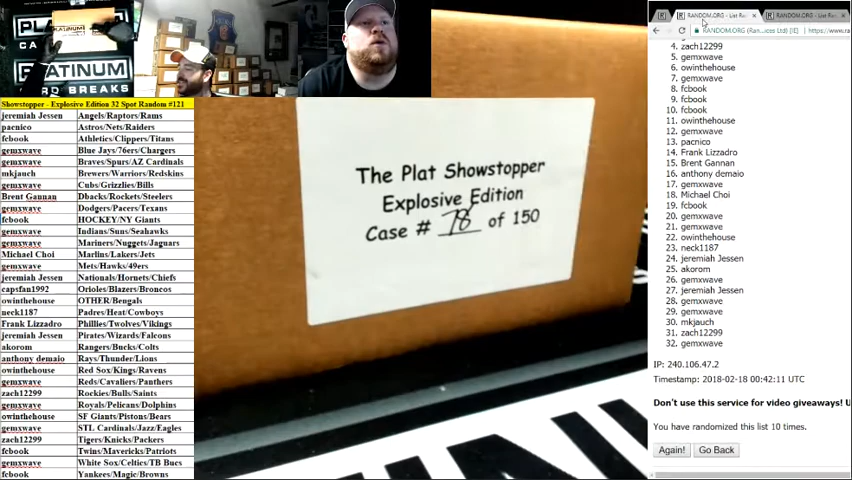 PLATINUM
PLATINUM
CARD BREAKS
Showstopper - Explosive Edition 32 Spot Random #121
jeremiah Jessen Angels/Raptors/Rams
pacnico Astros/Nets/Raiders
fcbook Athletics/Clippers/Titans
gemxwave Blue Jays/76ers/Chargers
gemxwave Braves/Spurs/AZ Cardinals
mkjauch Brewers/Warriors/Redskins
gemxwave Cubs/Grizzlies/Bills
Brent Gannan Dbacks/Rockets/Steelers
gemxwave Dodgers/Pacers/Texans
fcbook HOCKEY/NY Giants
gemxwave Indians/Suns/Seahawks
gemxwave Mariners/Nuggets/Jaguars
Michael Choi Marlins/Lakers/Jets
gemxwave Mets/Hawks/49ers
jeremiah Jessen Nationals/Hornets/Chiefs
capsfan1992 Orioles/Blazers/Broncos
owinthehouse OTHER/Bengals
neck1187 Padres/Heat/Cowboys
Frank Lizzadro Phillies/Twolves/Vikings
jeremiah Jessen Pirates/Wizards/Falcons
akorom Rangers/Bucks/Colts
anthony demaio Rays/Thunder/Lions
owinthehouse Red Sox/Kings/Ravens
gemxwave Reds/Cavaliers/Panthers
zach12299 Rockies/Bulls/Saints
gemxwave Royals/Pelicans/Dolphins
owinthehouse SF Giants/Pistons/Bears
gemxwave STL Cardinals/Jazz/Eagles
zach12299 Tigers/Knicks/Packers
fcbook Twins/Mavericks/Patriots
gemxwave White Sox/Celtics/TB Bucs
fcbook Yankees/Magic/Browns
The Plat Showstopper
Explosive Edition
Case # 78 of 150
RANDOM.ORG - List Ra
RANDOM.ORG - List Ran
4. zach12299
5. gemxwave
6. owinthehouse
7. gemxwave
8. fcbook
9. fcbook
10. fcbook
11. owinthehouse
12. gemxwave
13. pacnico
14. Frank Lizzadro
15. Brent Gannan
16. anthony demaio
17. gemxwave
18. Michael Choi
19. fcbook
20. gemxwave
21. gemxwave
22. owinthehouse
23. neck1187
24. jeremiah Jessen
25. akorom
26. gemxwave
27. jeremiah Jessen
28. gemxwave
29. gemxwave
30. mkjauch
31. zach12299
32. gemxwave
IP: 240.106.47.2
Timestamp: 2018-02-18 00:42:11 UTC
Don't use this service for video giveaways! U
You have randomized this list 10 times.
Again! Go Back